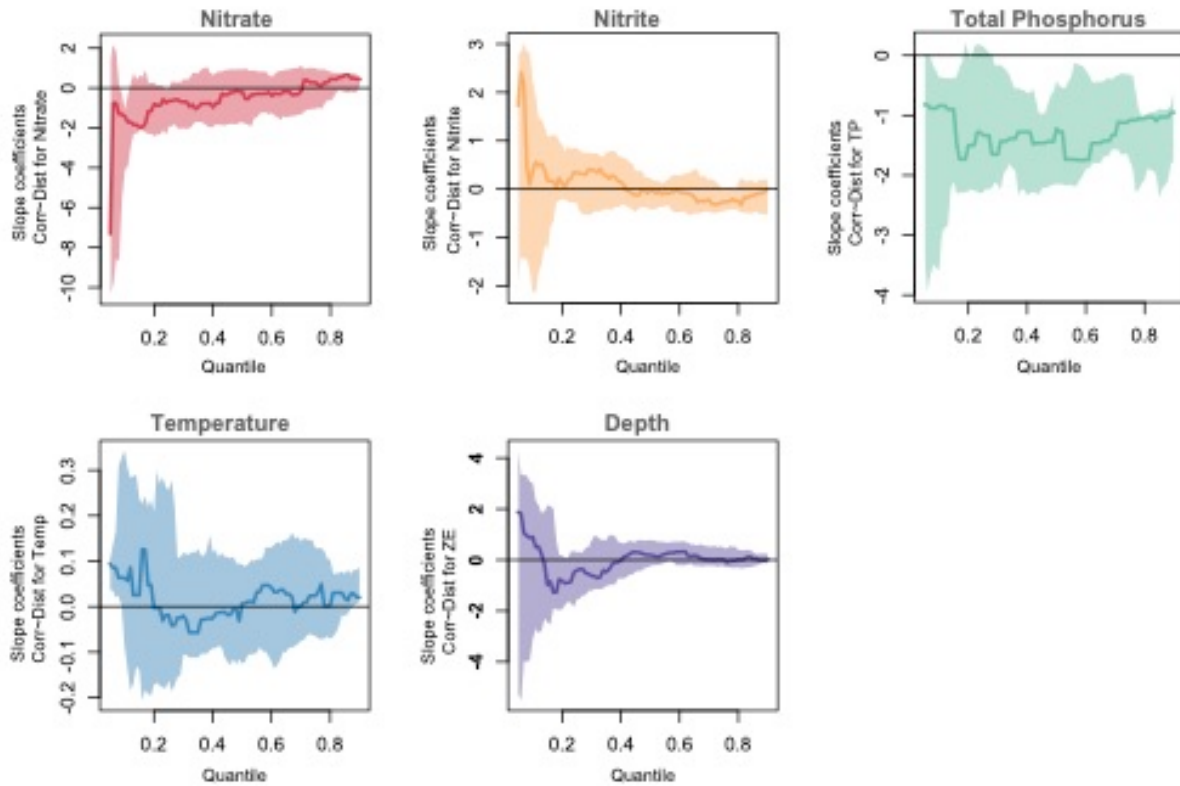 Nitrate
Slope coefficients
Corr~Dist for Nitrate
2
0
-2
-4
-6
-8
-10
0.2 0.4 0.6 0.8
Quantile
Nitrite
Slope coefficients
Corr~Dist for Nitrite
3
2
1
0
-1
-2
0.2 0.4 0.6 0.8
Quantile
Total Phosphorus
Slope coefficients
Corr~Dist for TP
0
-1
-2
-3
-4
0.2 0.4 0.6 0.8
Quantile
Temperature
Slope coefficients
Corr~Dist for Temp
0.3
0.2
0.1
0.0
-0.1
-0.2
0.2 0.4 0.6 0.8
Quantile
Depth
Slope coefficients
Corr~Dist for ZE
4
2
0
-2
-4
0.2 0.4 0.6 0.8
Quantile